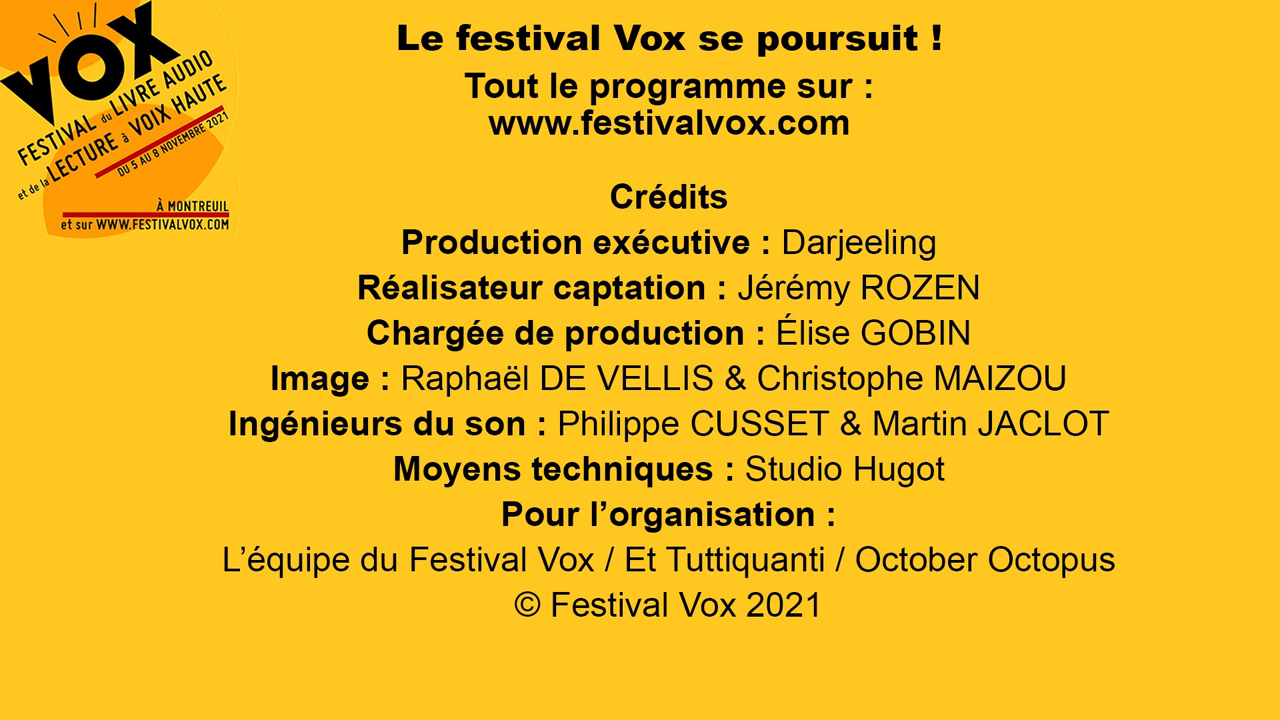 VOX
FESTIVAL du LIVRE AUDIO
et de la LECTURE à VOIX HAUTE
DU 5 AU 8 NOVEMBRE 2021
À MONTREUIL
et sur WWW.FESTIVALVOX.COM
Le festival Vox se poursuit !
Tout le programme sur :
www.festivalvox.com
Crédits
Production exécutive : Darjeeling
Réalisateur captation : Jérémy ROZEN
Chargée de production : Élise GOBIN
Image : Raphaël DE VELLIS & Christophe MAIZOU
Ingénieurs du son : Philippe CUSSET & Martin JACLOT
Moyens techniques : Studio Hugot
Pour l’organisation :
L’équipe du Festival Vox / Et Tuttiquanti / October Octopus
© Festival Vox 2021